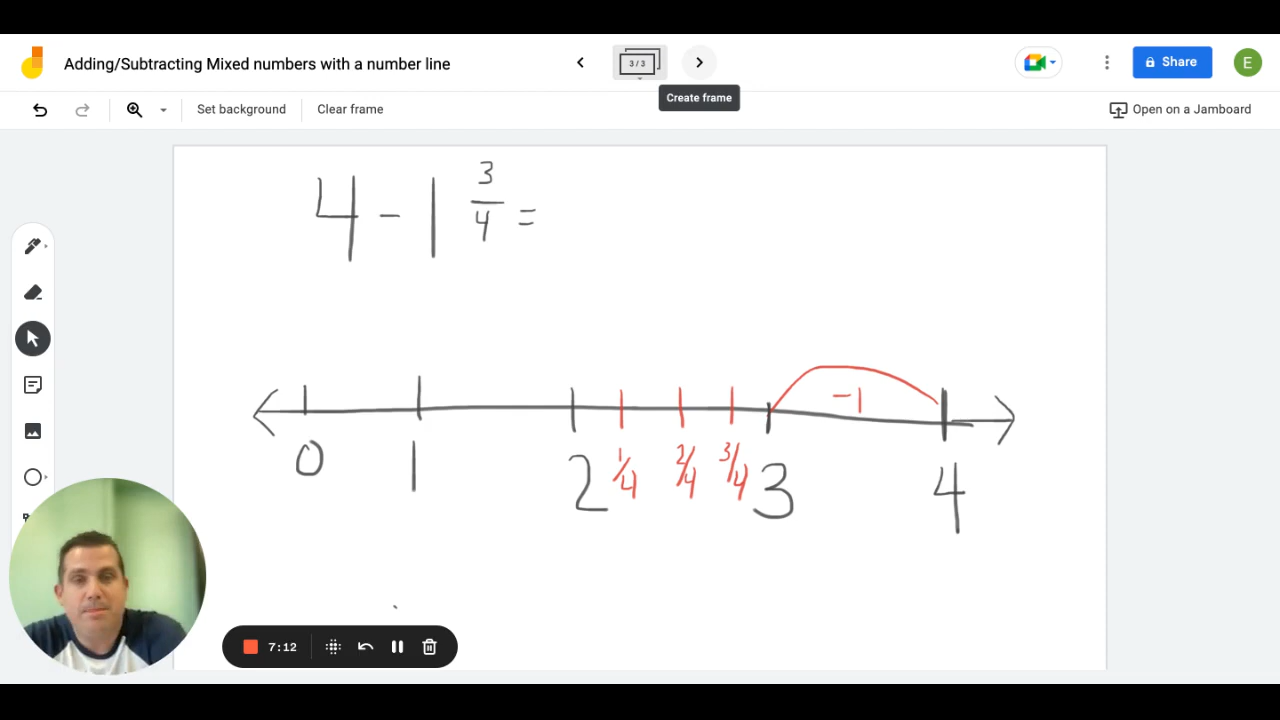 Adding/Subtracting Mixed numbers with a number line
3 / 3
Share
E
Create frame
Set background
Clear frame
Open on a Jamboard
4 - 1 3/4 =
-1
0 1 2 1/4 2/4 3/4 3 4
7:12